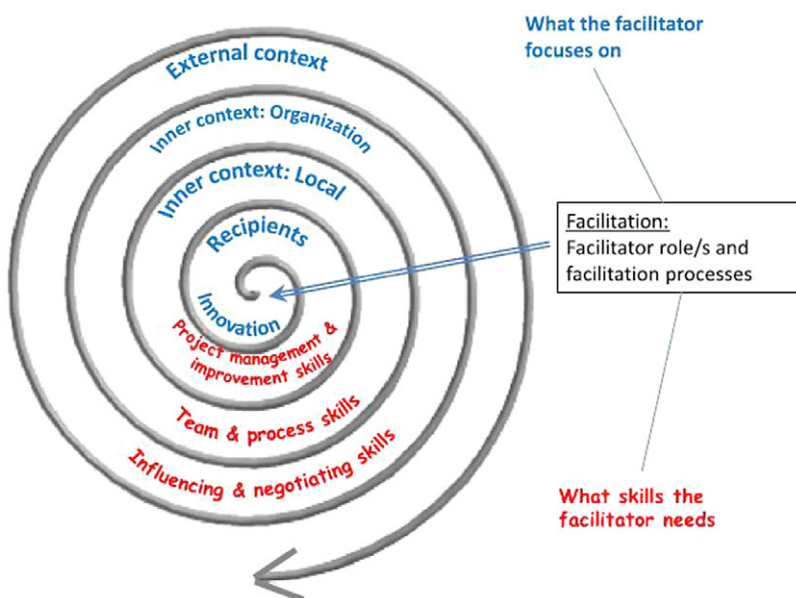 What the facilitator
focuses on
External context
Inner context: Organization
Inner context: Local
Recipients
Innovation
Project management &
improvement skills
Team & process skills
Influencing & negotiating skills
Facilitation:
Facilitator role/s and
facilitation processes
What skills the
facilitator needs